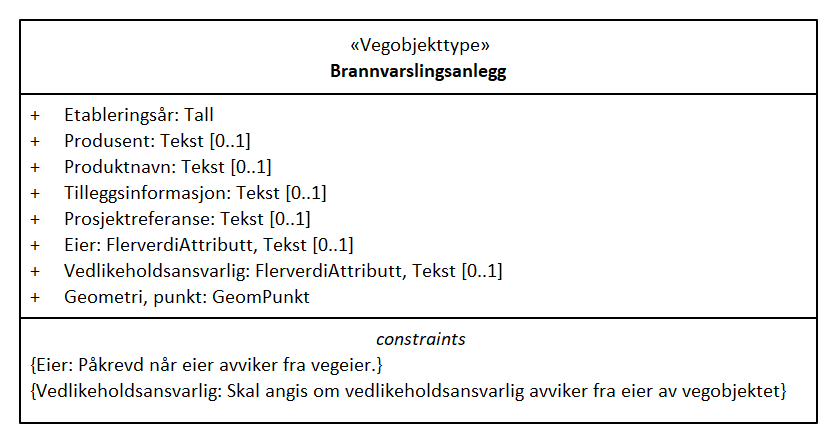 «Vegobjekttype»
Brannvarslingsanlegg
+ Etableringsår: Tall
+ Produsent: Tekst [0..1]
+ Produktnavn: Tekst [0..1]
+ Tilleggsinformasjon: Tekst [0..1]
+ Prosjektreferanse: Tekst [0..1]
+ Eier: FlerverdiAttributt, Tekst [0..1]
+ Vedlikeholdsansvarlig: FlerverdiAttributt, Tekst [0..1]
+ Geometri, punkt: GeomPunkt
constraints
{Eier: Påkrevd når eier avviker fra vegeier.}
{Vedlikeholdsansvarlig: Skal angis om vedlikeholdsansvarlig avviker fra eier av vegobjektet}